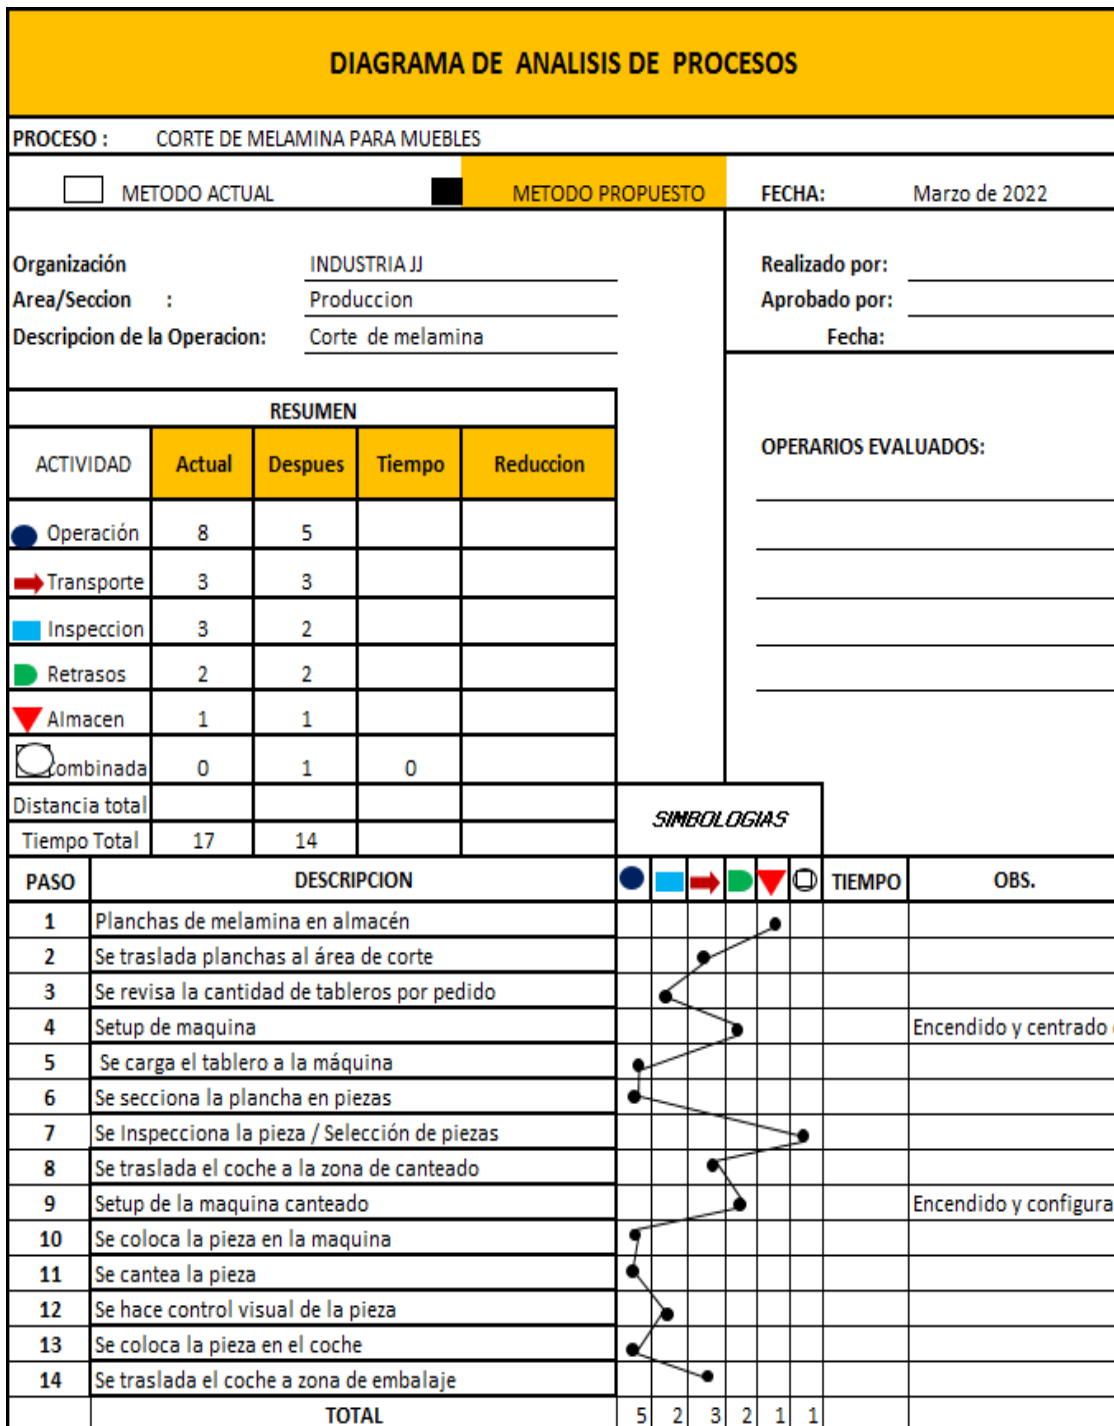 DIAGRAMA DE ANALISIS DE PROCESOS
PROCESO : CORTE DE MELAMINA PARA MUEBLES
METODO ACTUAL METODO PROPUESTO FECHA: Marzo de 2022
Organización INDUSTRIA JJ Realizado por:
Area/Seccion : Produccion Aprobado por:
Descripcion de la Operacion: Corte de melamina Fecha:
RESUMEN
ACTIVIDAD Actual Despues Tiempo Reduccion
OPERARIOS EVALUADOS:
Operación 8 5
Transporte 3 3
Inspeccion 3 2
Retrasos 2 2
Almacen 1 1
ombinada 0 1 0
Distancia total
SIMBOLOGIAS
Tiempo Total 17 14
PASO DESCRIPCION TIEMPO OBS.
1 Planchas de melamina en almacén
2 Se traslada planchas al área de corte
3 Se revisa la cantidad de tableros por pedido
4 Setup de maquina Encendido y centrado
5 Se carga el tablero a la máquina
6 Se secciona la plancha en piezas
7 Se Inspecciona la pieza / Selección de piezas
8 Se traslada el coche a la zona de canteado
9 Setup de la maquina canteado Encendido y configura
10 Se coloca la pieza en la maquina
11 Se cantea la pieza
12 Se hace control visual de la pieza
13 Se coloca la pieza en el coche
14 Se traslada el coche a zona de embalaje
TOTAL 5 2 3 2 1 1